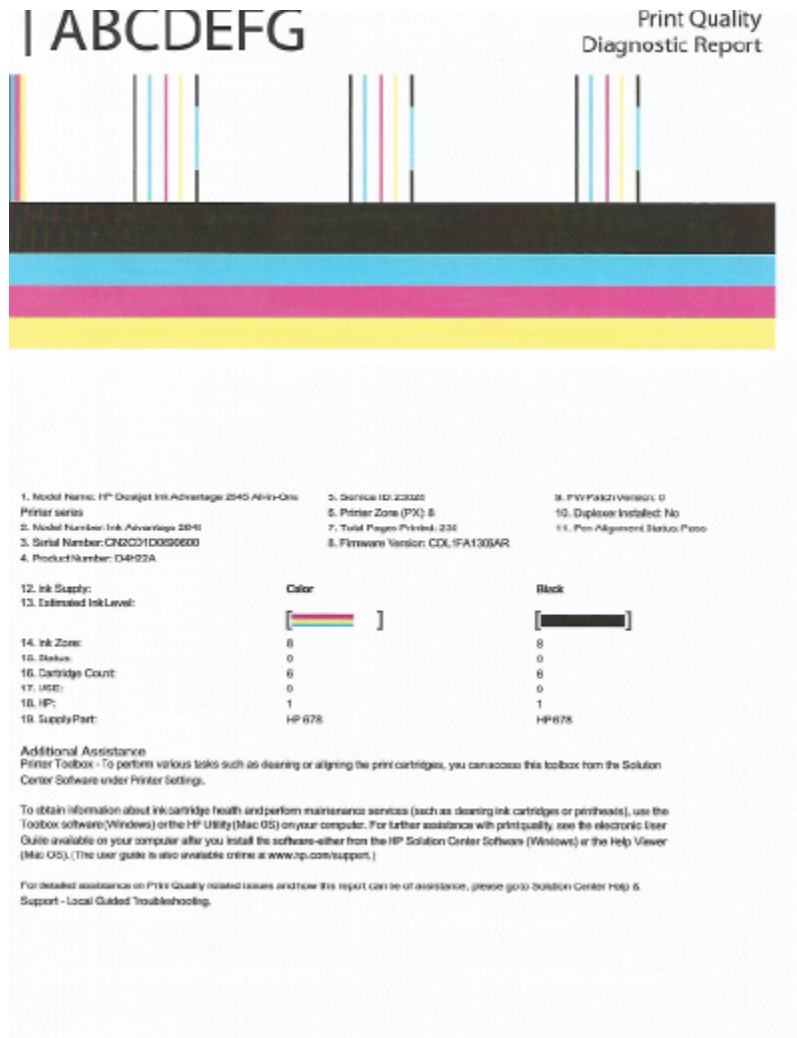 | ABCDEFG
Print Quality
Diagnostic Report
1. Model Name: HP Deskjet Ink Advantage 2645 All-in-One
Printer series
2. Model Number: Ink Advantage
3. Serial Number:
4. Product Number: D4H22A
5. Service ID:
6. Printer Zone (PX): 8
7. Total Pages Printed:
8. Firmware Version:
9. FW Patch Version: 0
10. Duplexer Installed: No
11. Pen Alignment Status: Pass
12. Ink Supply: Color Black
13. Estimated Ink Level:
14. Ink Zone: 8 8
15. Status: 0 0
16. Cartridge Count: 6 6
17. USE: 0 0
18. HP: 1 1
19. Supply Part: HP 678 HP 678
Additional Assistance
Printer Toolbox - To perform various tasks such as cleaning or aligning the print cartridges, you can access this toolbox from the Solution
Center Software under Printer Settings.
To obtain information about ink cartridge health and perform maintenance services (such as cleaning ink cartridges or printheads), use the
Toolbox software (Windows) or the HP Utility (Mac OS) on your computer. For further assistance with print quality, see the electronic User
Guide available on your computer after you install the software-either from the HP Solution Center Software (Windows) or the Help Viewer
(Mac OS). (The user guide is also available online at www.hp.com/support.)
For detailed assistance on Print Quality related issues and how this report can be of assistance, please go to Solution Center Help &
Support - Local Guided Troubleshooting.